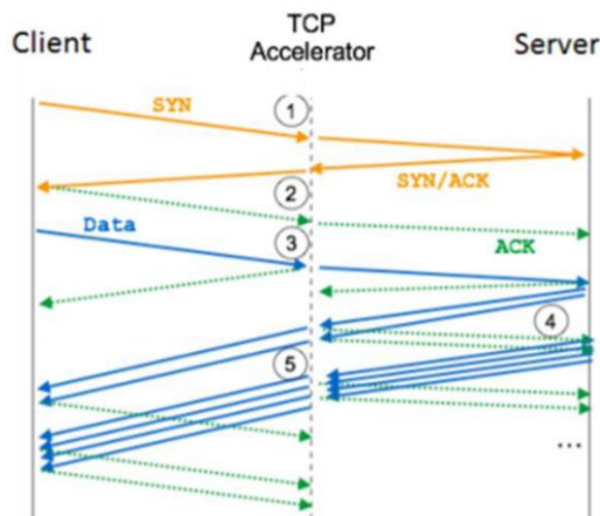 Client
TCP
Accelerator
Server
SYN
1
SYN/ACK
2
Data
3
ACK
4
5
...